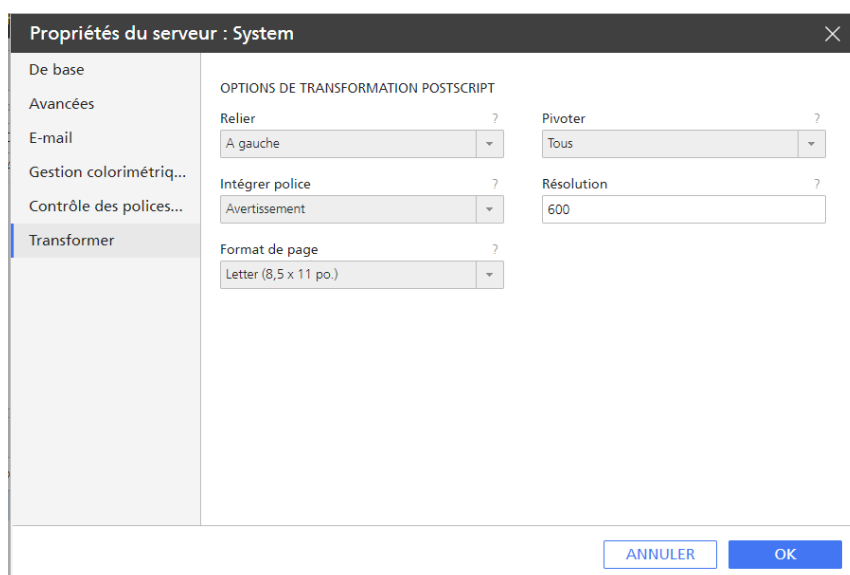 Propriétés du serveur : System
De base
Avancées
E-mail
Gestion colorimétriq...
Contrôle des polices...
Transformer
OPTIONS DE TRANSFORMATION POSTSCRIPT
Relier ?
A gauche
Pivoter ?
Tous
Intégrer police ?
Avertissement
Résolution ?
600
Format de page ?
Letter (8,5 x 11 po.)
ANNULER
OK